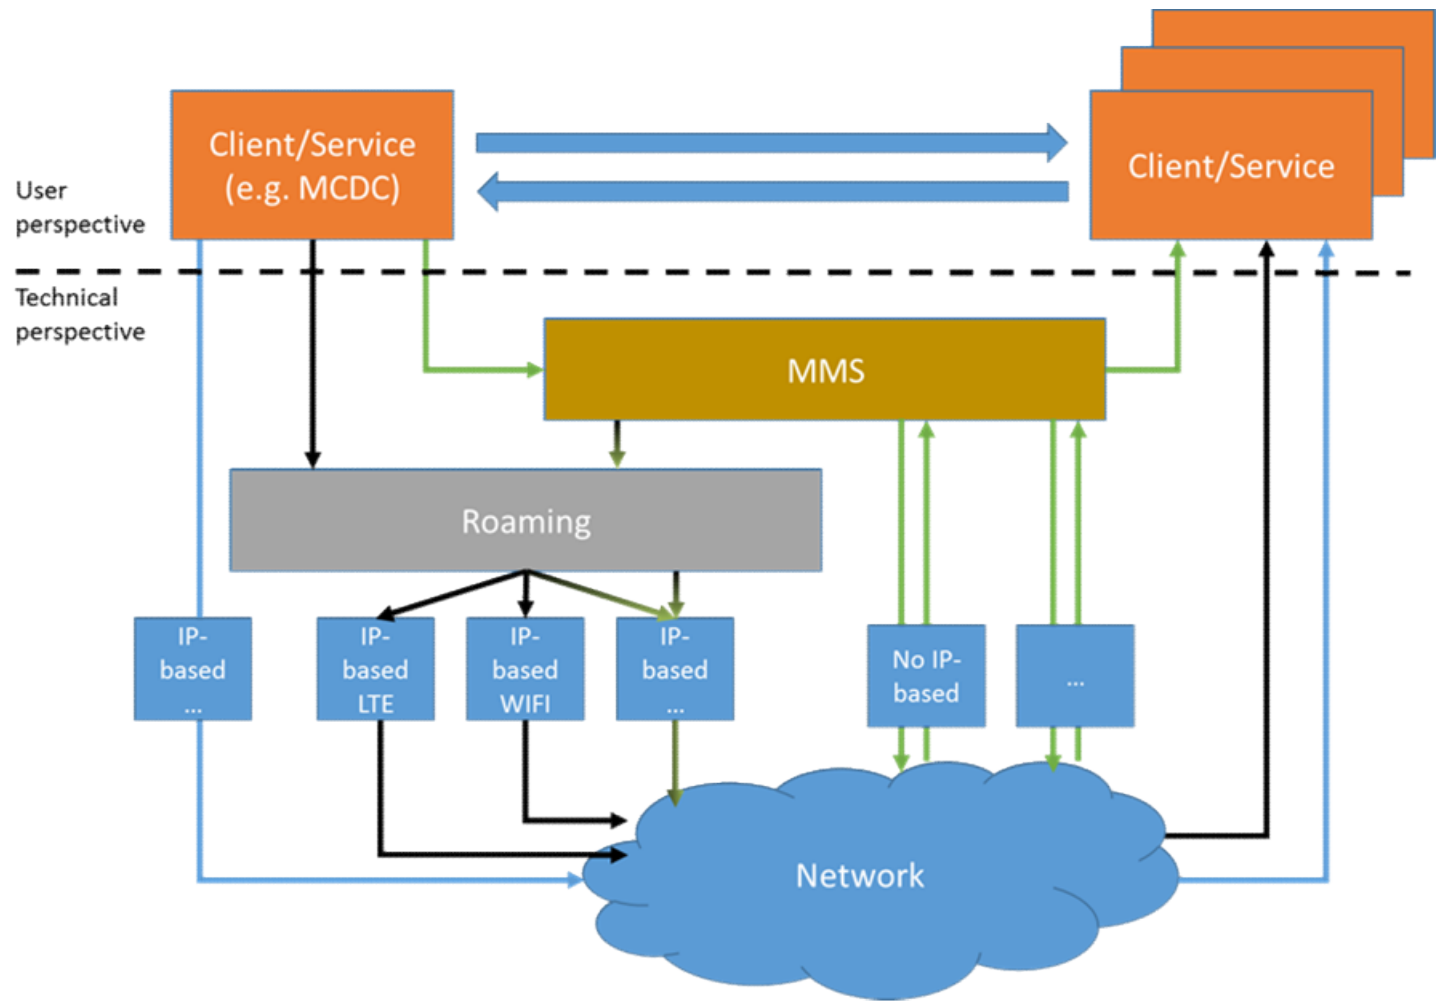 Client/Service
(e.g. MCDC)
Client/Service
User
perspective
Technical
perspective
MMS
Roaming
IP-
based
...
IP-
based
LTE
IP-
based
WIFI
IP-
based
...
No IP-
based
...
Network